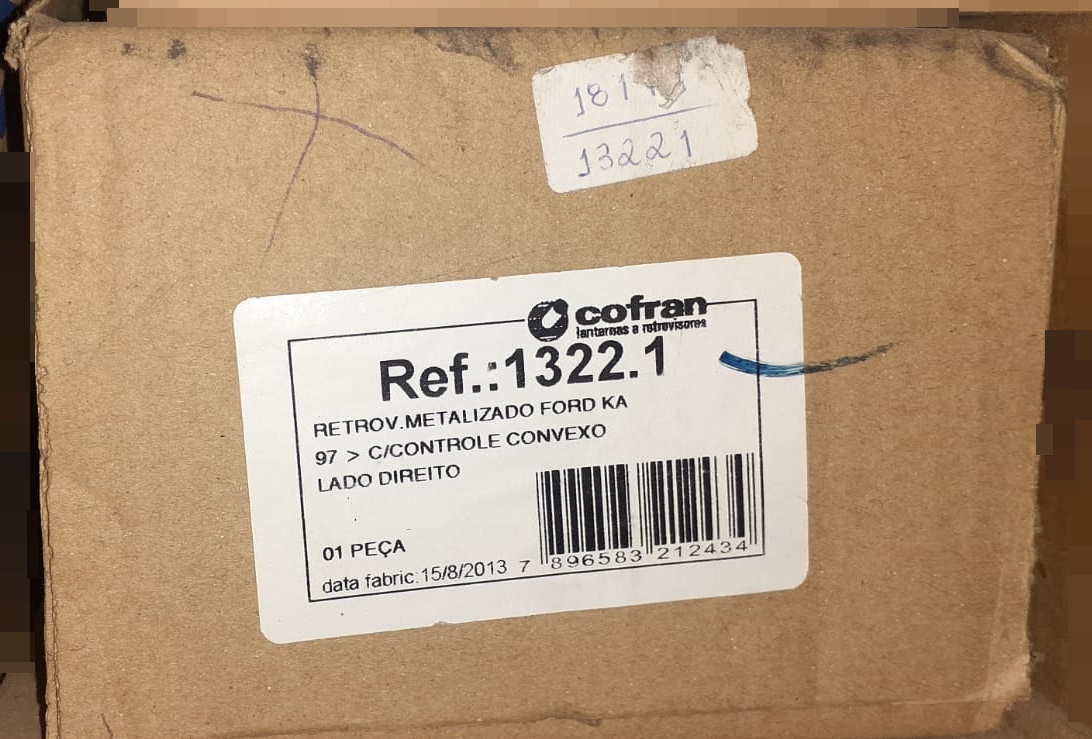 13221
cofran
lanternas e retrovisores
Ref.:1322.1
RETROV.METALIZADO FORD KA
97 > C/CONTROLE CONVEXO
LADO DIREITO
01 PEÇA
data fabric:15/8/2013
7 896583 212434